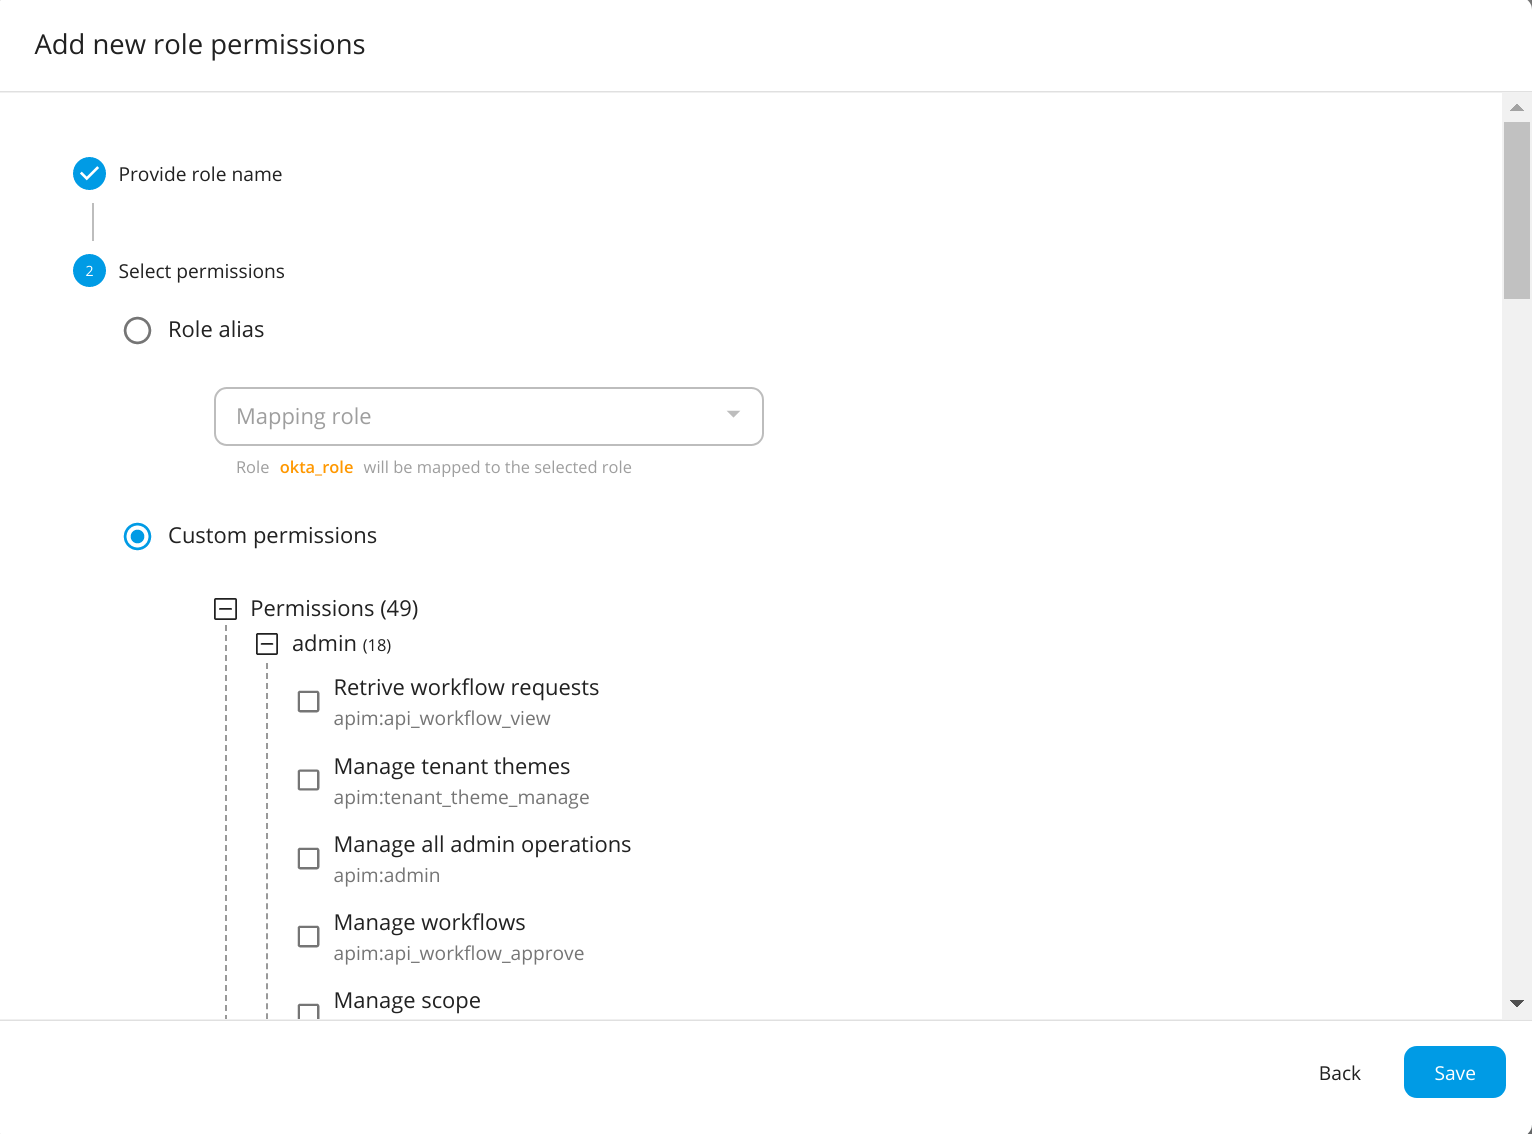 Add new role permissions
Provide role name
2 Select permissions
Role alias
Mapping role
Role okta_role will be mapped to the selected role
Custom permissions
Permissions (49)
admin (18)
Retrive workflow requests
apim:api_workflow_view
Manage tenant themes
apim:tenant_theme_manage
Manage all admin operations
apim:admin
Manage workflows
apim:api_workflow_approve
Manage scope
Back Save